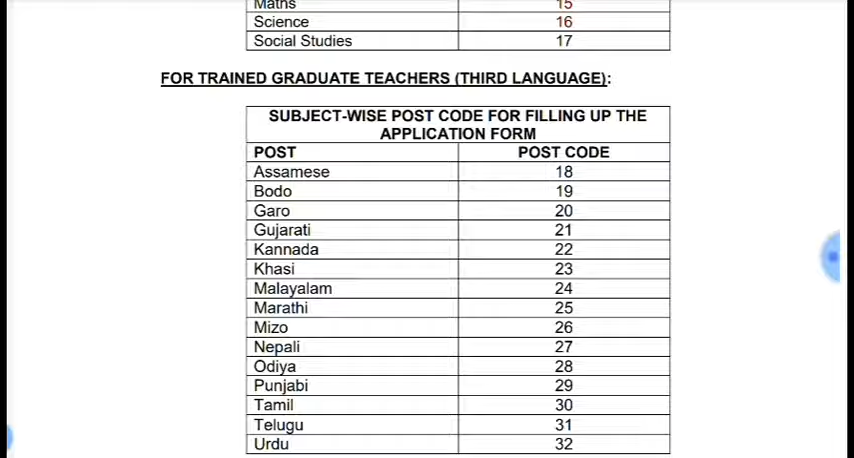 Maths 15
Science 16
Social Studies 17
FOR TRAINED GRADUATE TEACHERS (THIRD LANGUAGE):
SUBJECT-WISE POST CODE FOR FILLING UP THE
APPLICATION FORM
POST POST CODE
Assamese 18
Bodo 19
Garo 20
Gujarati 21
Kannada 22
Khasi 23
Malayalam 24
Marathi 25
Mizo 26
Nepali 27
Odiya 28
Punjabi 29
Tamil 30
Telugu 31
Urdu 32